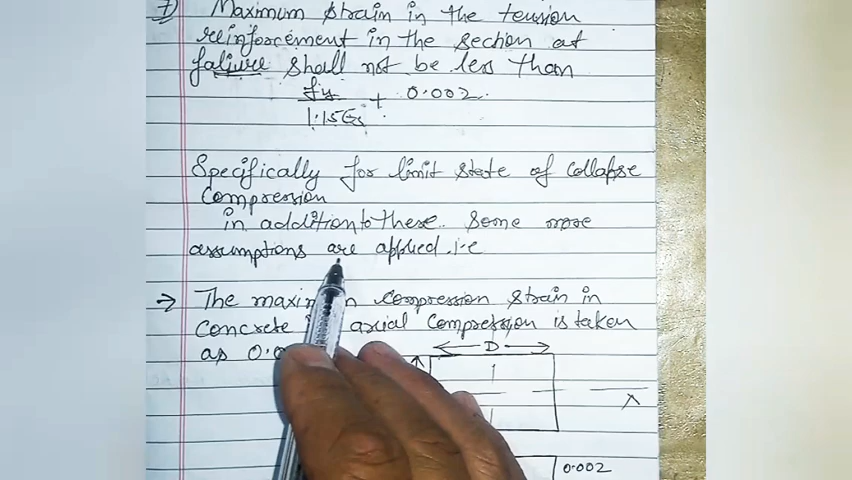 7) Maximum strain in the tension
reinforcement in the section at
faliure shall not be less than
fy/1.15Es + 0.002.
Specifically for limit state of collapse
Compression
in addition to these some more
assumptions are applied i.e
→ The compression strain in
Concrete axial compression is taken
as
D
0.002